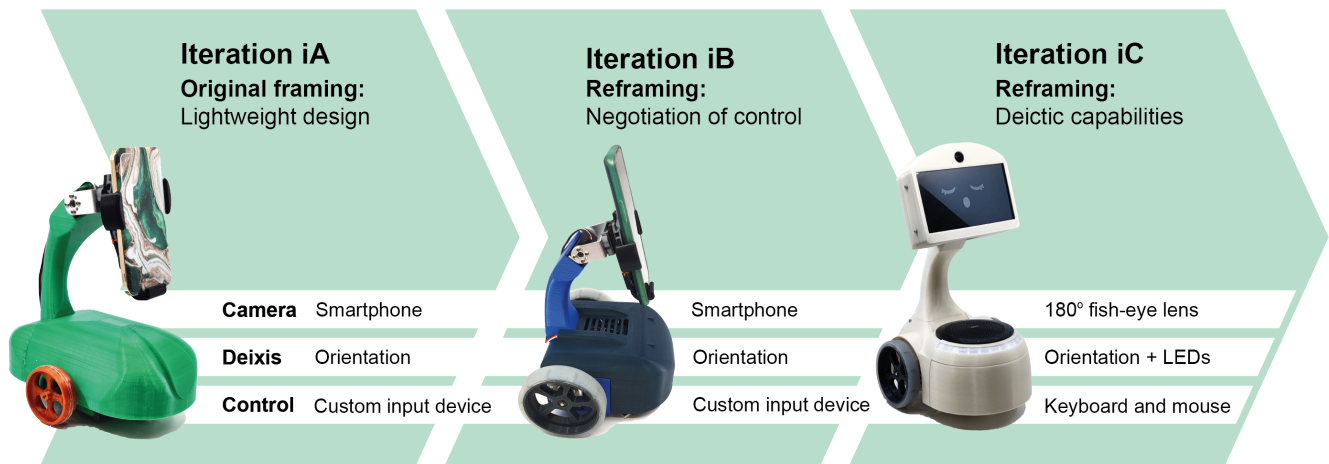 Iteration iA
Original framing:
Lightweight design
Iteration iB
Reframing:
Negotiation of control
Iteration iC
Reframing:
Deictic capabilities
Camera Smartphone
Smartphone
180º fish-eye lens
Deixis Orientation
Orientation
Orientation + LEDs
Control Custom input device
Custom input device
Keyboard and mouse